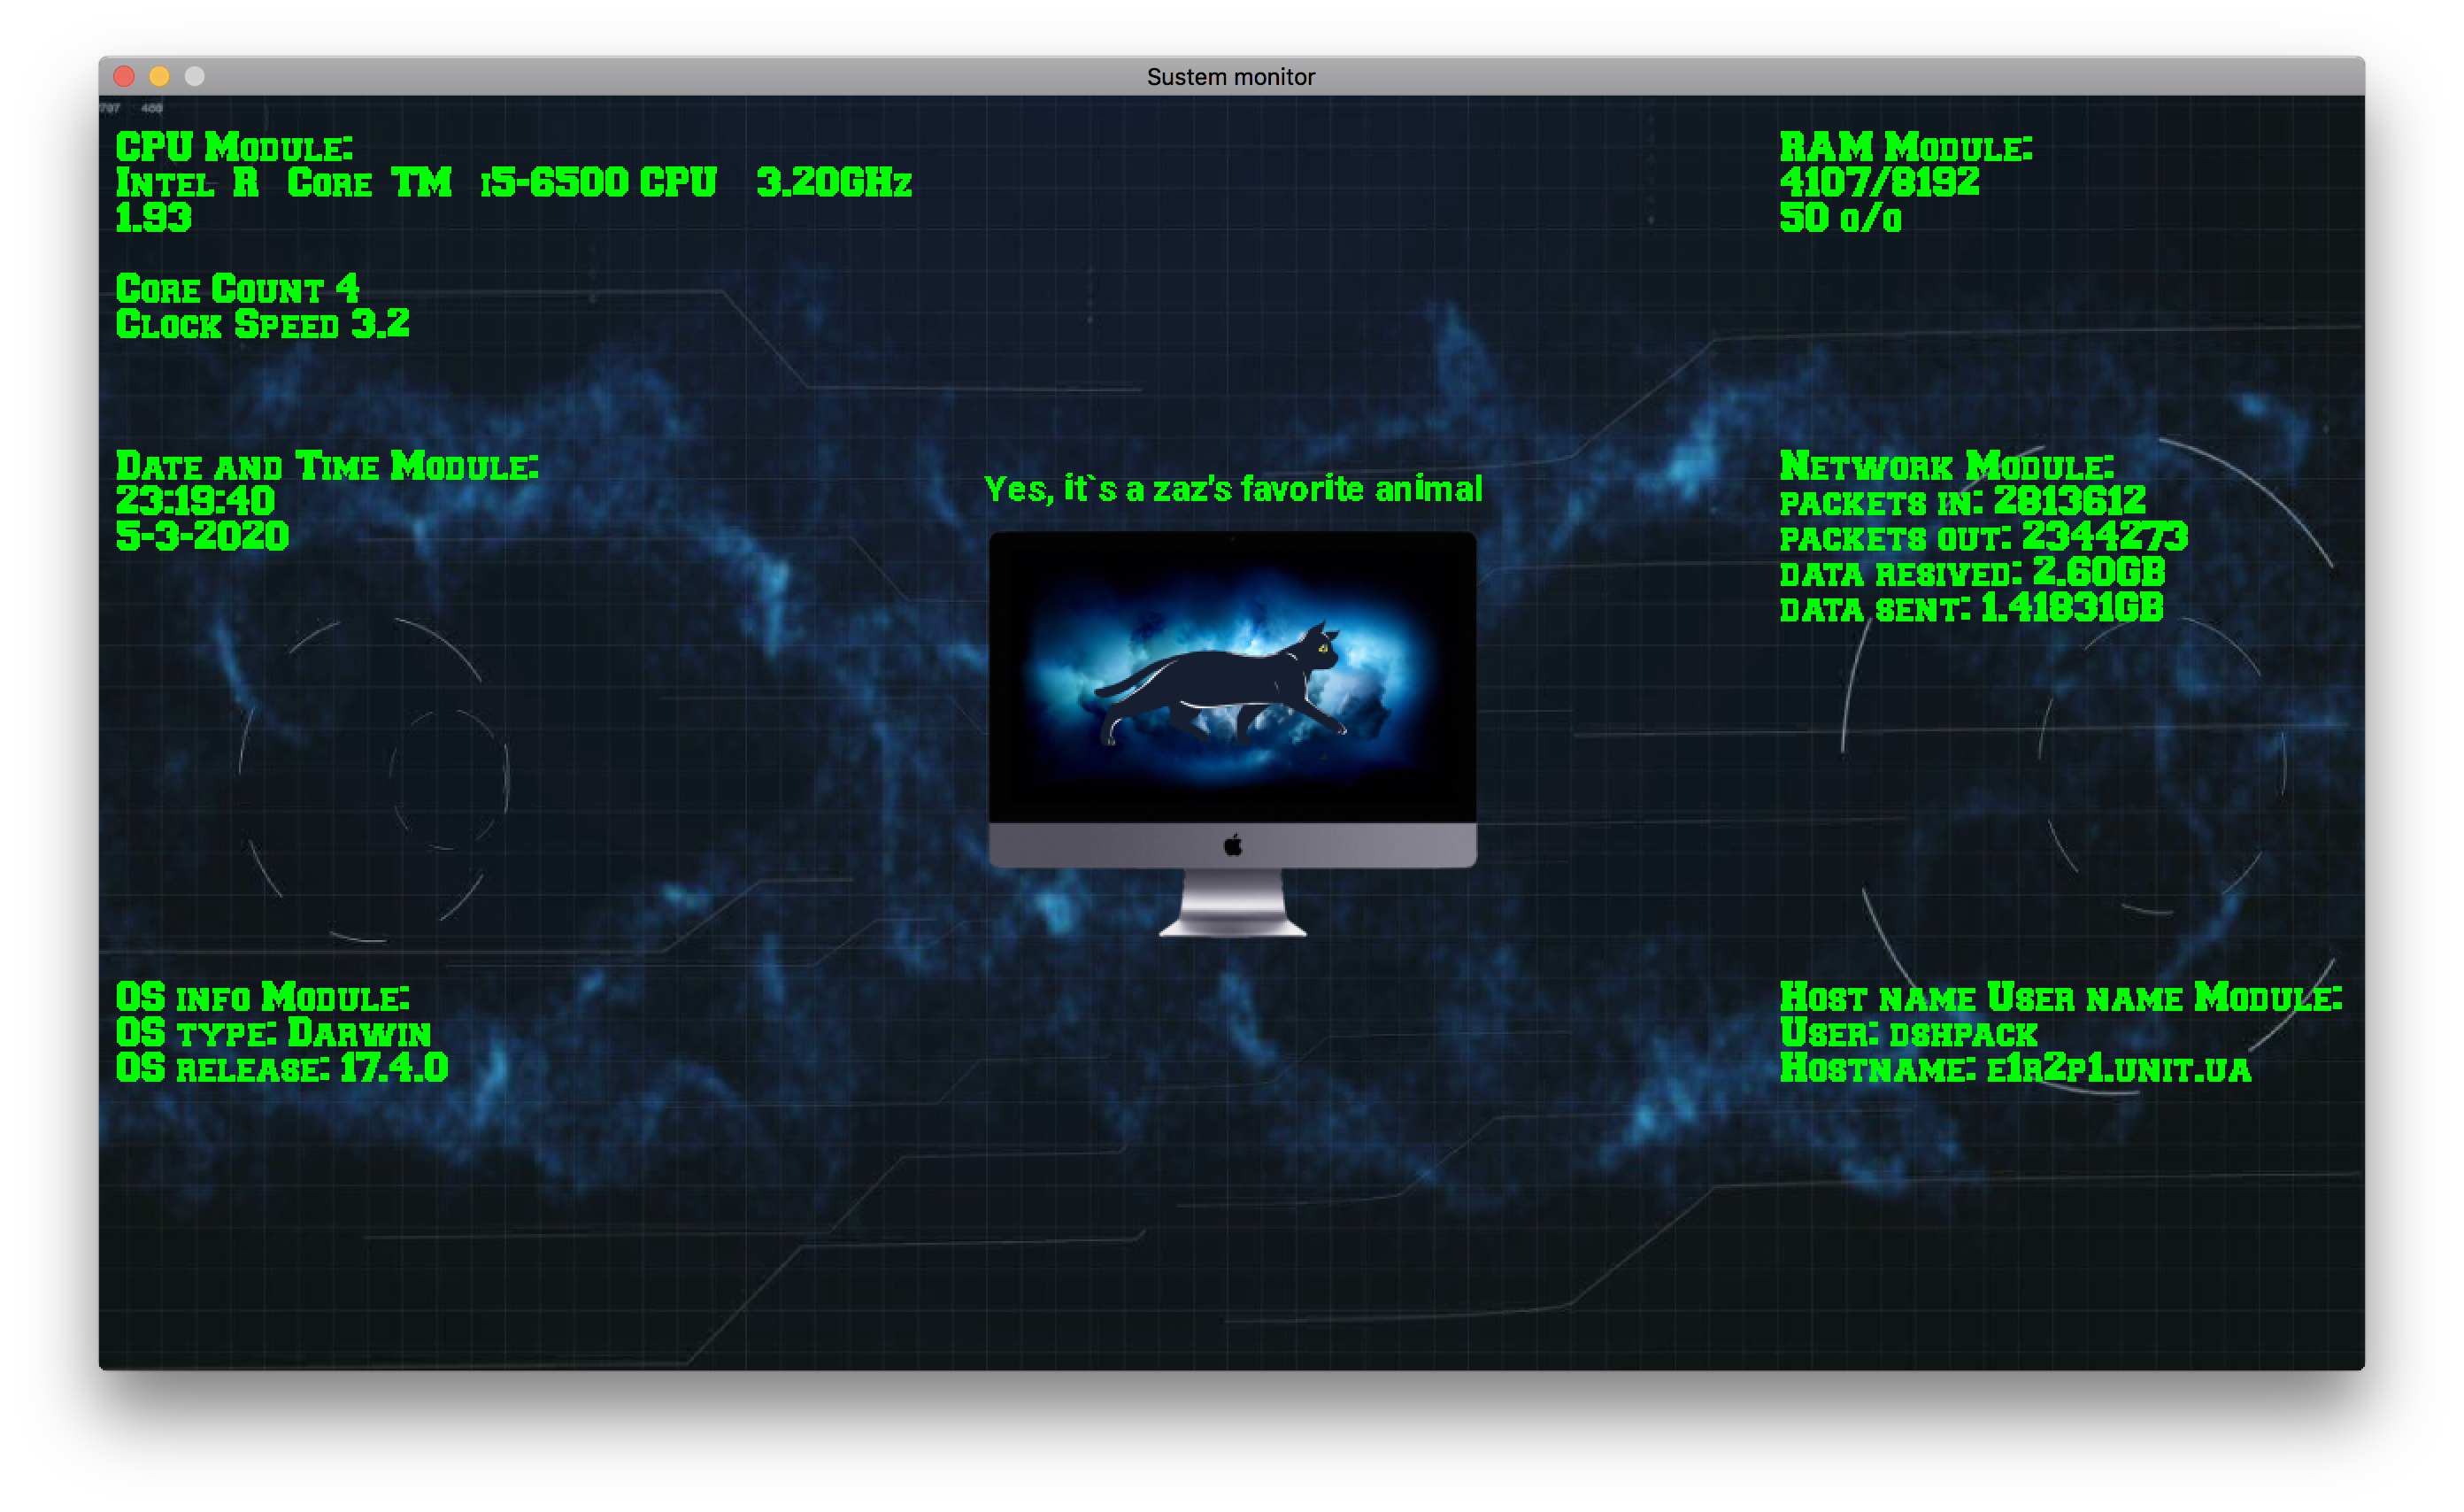 Sustem monitor
797 466
CPU Module:
Intel R Core TM i5-6500 CPU 3.20GHz
1.93
Core Count 4
Clock Speed 3.2
RAM Module:
4107/8192
50 o/o
Date and Time Module:
23:19:40
5-3-2020
Yes, it`s a zaz's favorite animal
Network Module:
packets in: 2813612
packets out: 2344273
data resived: 2.60GB
data sent: 1.41831GB
OS info Module:
OS type: Darwin
OS release: 17.4.0
Host name User name Module:
User: dshpack
Hostname: e1r2p1.unit.ua